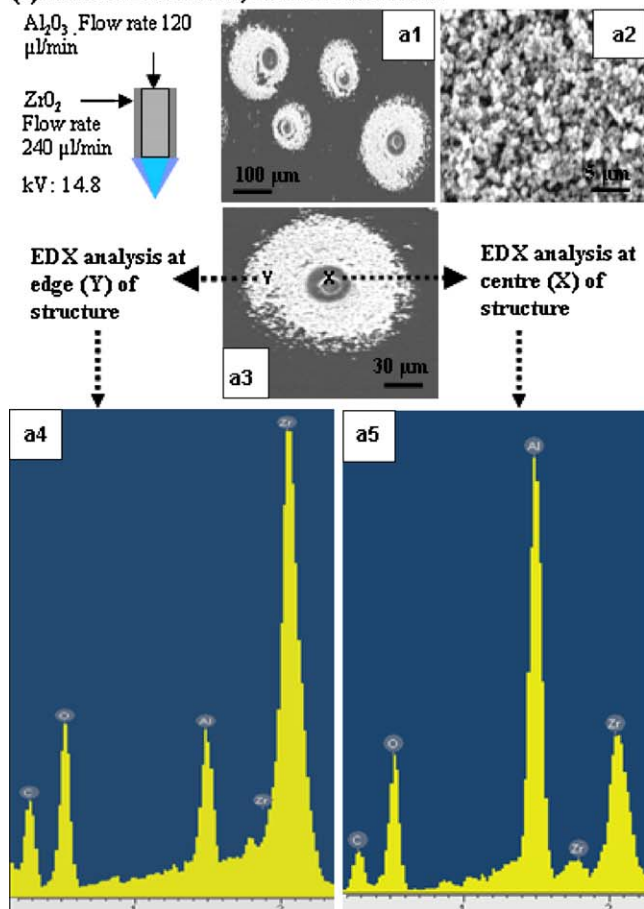 Al₂O₃ . Flow rate 120
µl/min
ZrO₂
Flow rate
240 µl/min
kV: 14.8
a1
100 µm
a2
5 µm
EDX analysis at
edge (Y) of
structure
Y
X
a3
30 µm
EDX analysis at
centre (X) of
structure
a4
C
O
Al
Zr
Zr
a5
C
O
Al
Zr
Zr